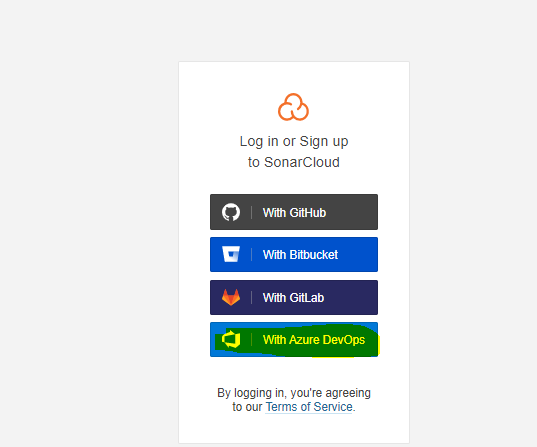 Log in or Sign up
to SonarCloud
With GitHub
With Bitbucket
With GitLab
With Azure DevOps
By logging in, you're agreeing
to our Terms of Service.